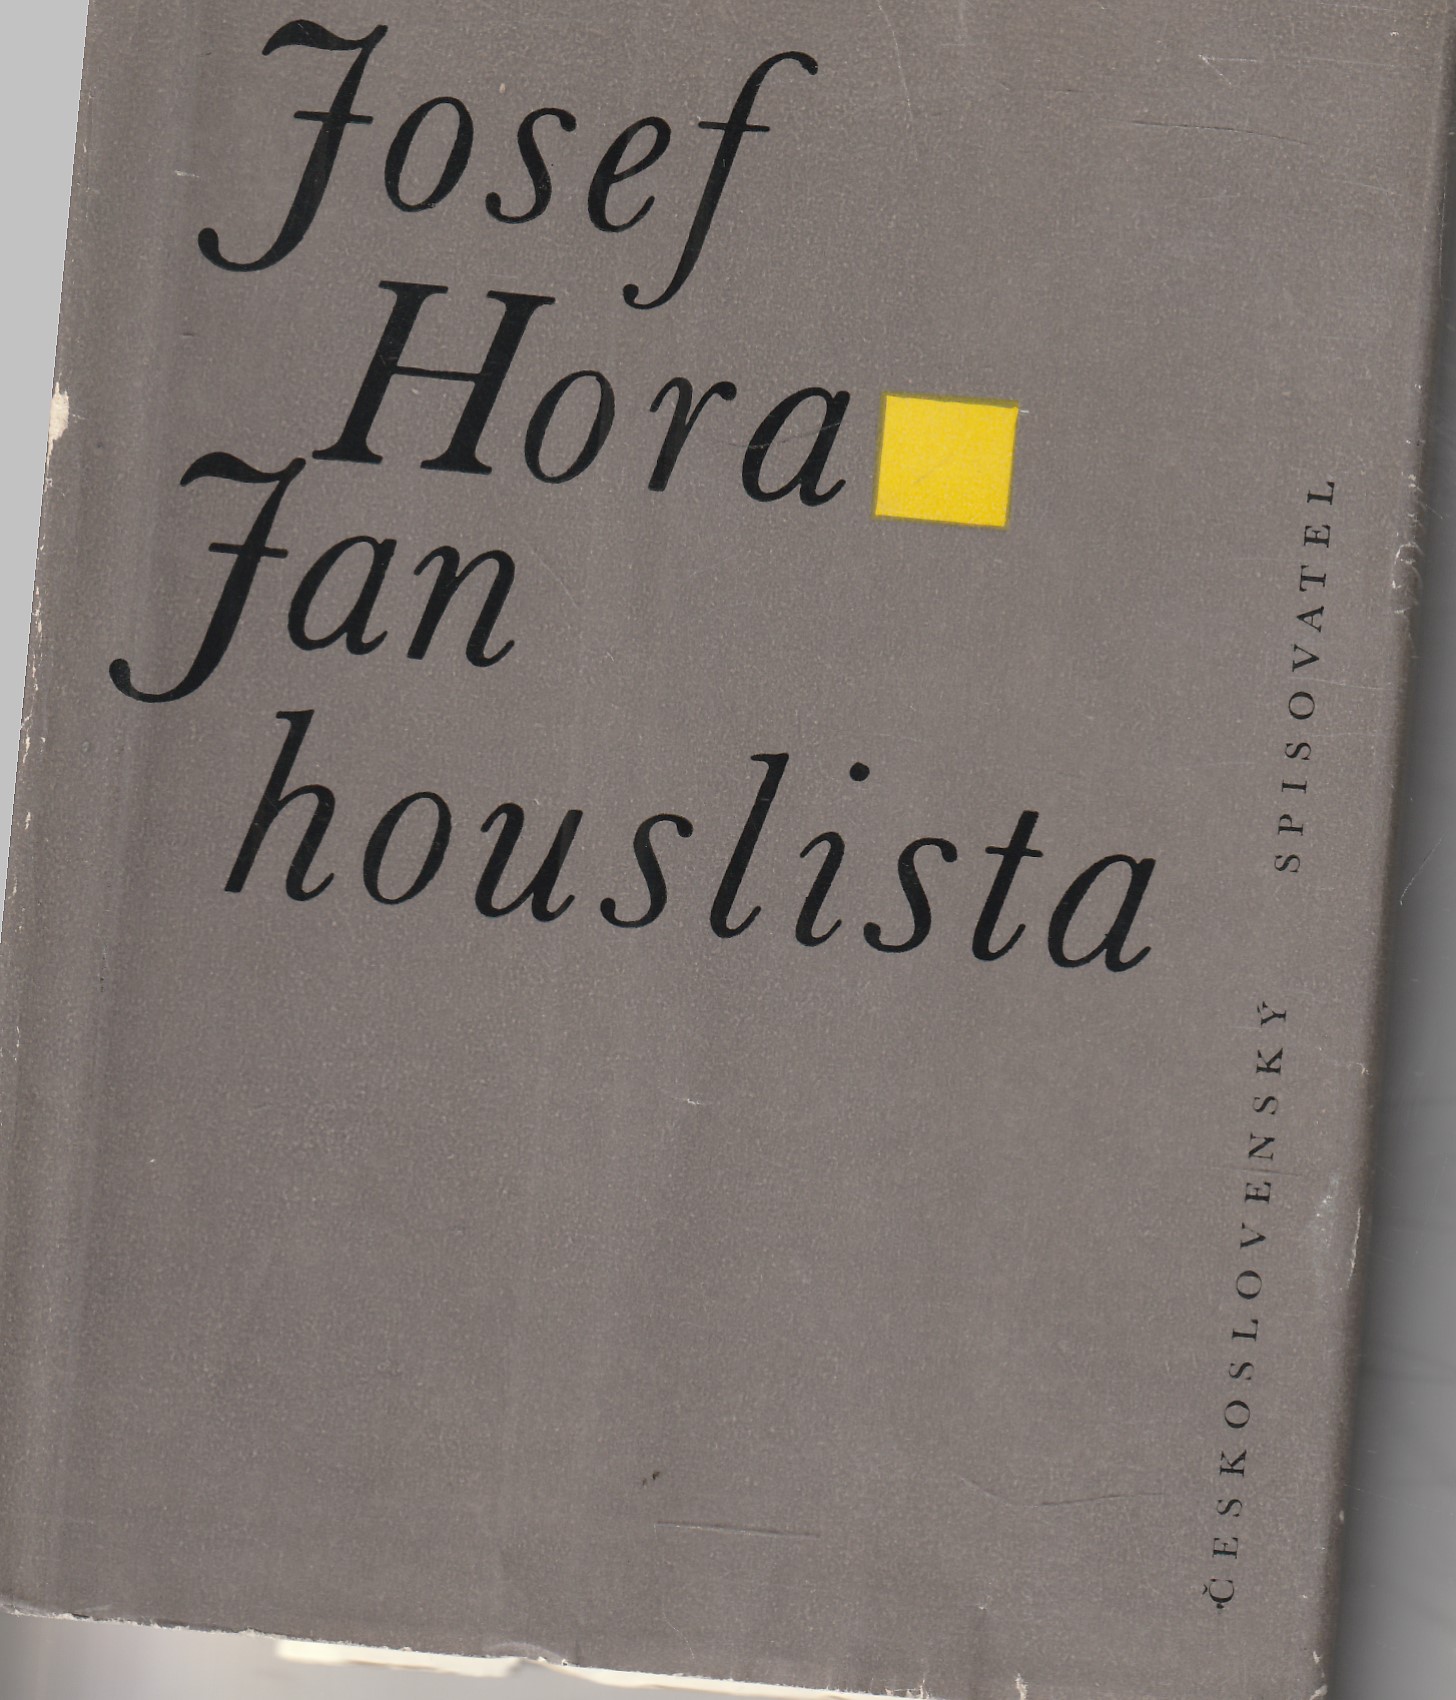 Josef
Hora
Jan
houslista
ČESKOSLOVENSKÝ SPISOVATEL